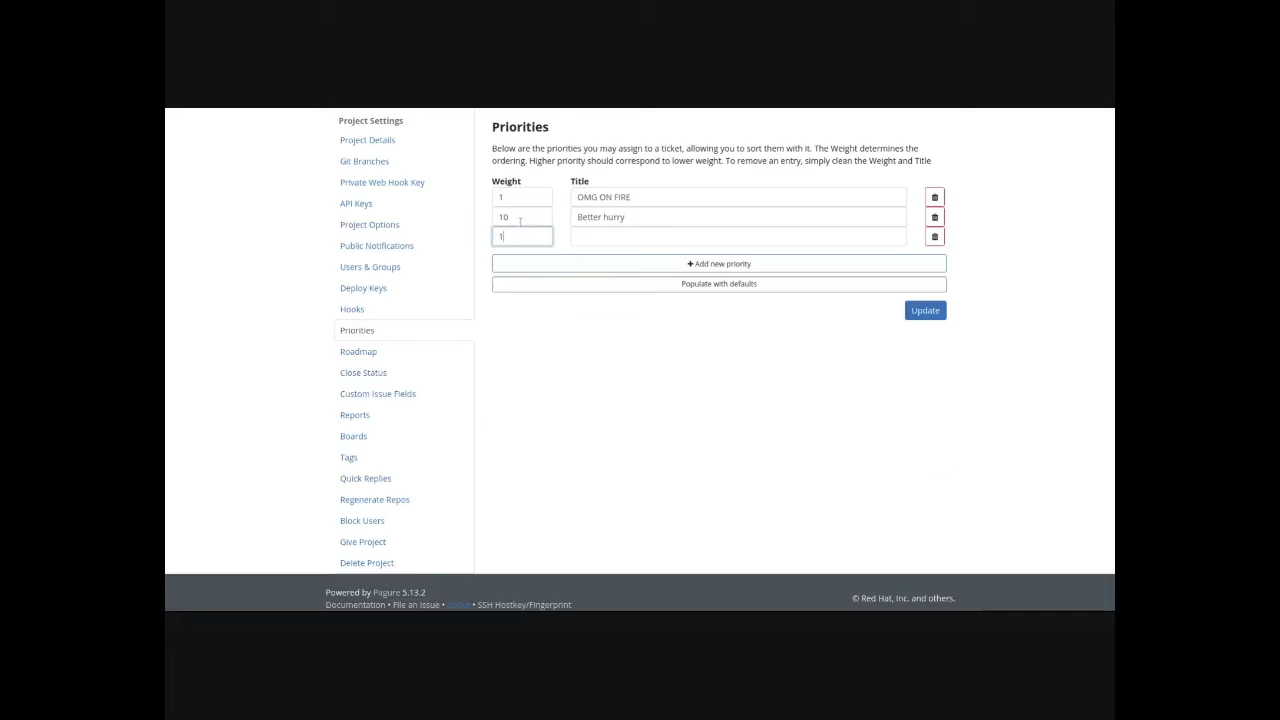 Project Settings
Project Details
Git Branches
Private Web Hook Key
API Keys
Project Options
Public Notifications
Users & Groups
Deploy Keys
Hooks
Priorities
Roadmap
Close Status
Custom Issue Fields
Reports
Boards
Tags
Quick Replies
Regenerate Repos
Block Users
Give Project
Delete Project
Priorities
Below are the priorities you may assign to a ticket, allowing you to sort them with it. The Weight determines the
ordering. Higher priority should correspond to lower weight. To remove an entry, simply clean the Weight and Title
Weight Title
1 OMG ON FIRE
10 Better hurry
1
+ Add new priority
Populate with defaults
Update
Powered by Pagure 5.13.2
Documentation • File an Issue • • SSH Hostkey/Fingerprint
© Red Hat, Inc. and others.